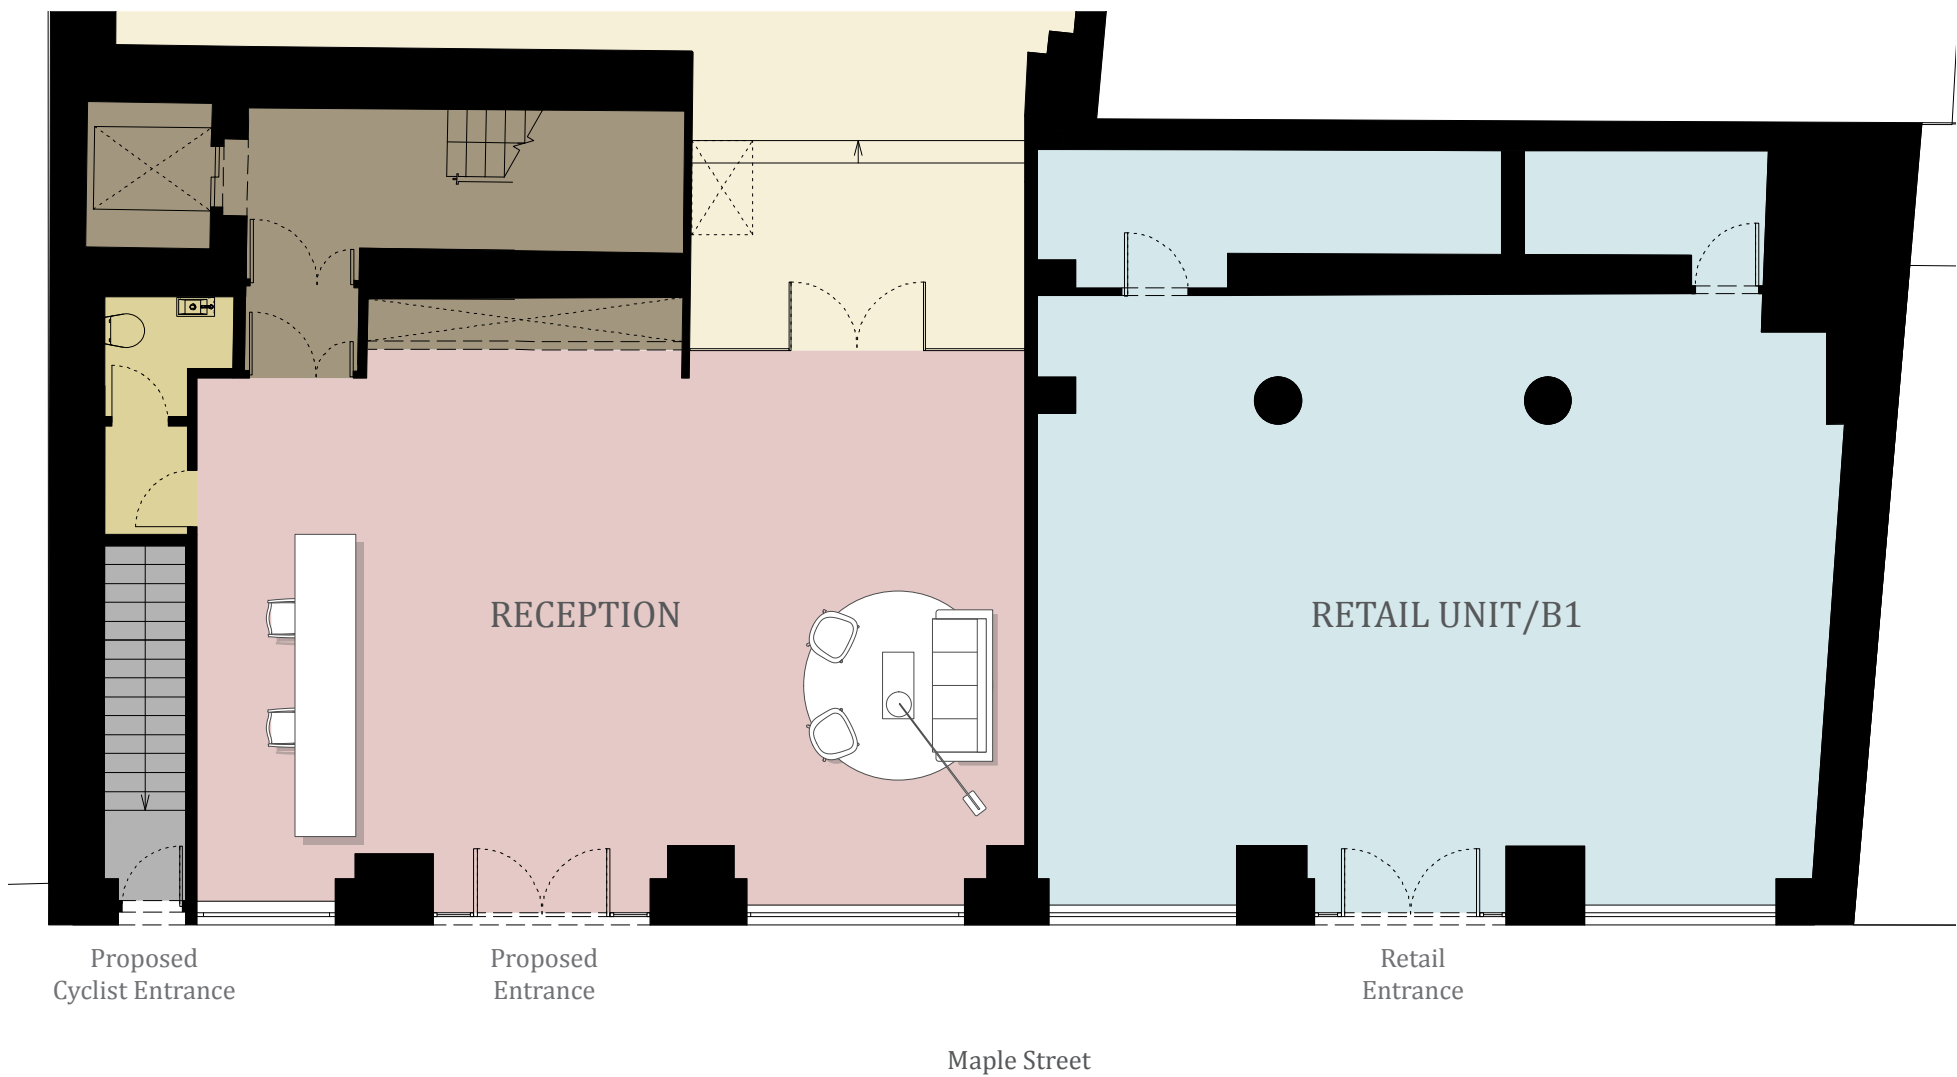 RECEPTION
RETAIL UNIT/B1
Proposed
Cyclist Entrance
Proposed
Entrance
Retail
Entrance
Maple Street